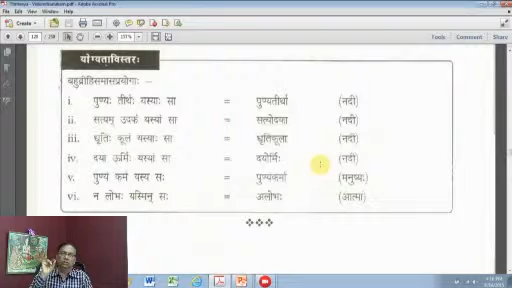 Tools Comment Share
Create
योग्यताविस्तरः
बहुव्रीहिसमासप्रयोगाः –
i. पुण्यः तीर्थः यस्याः सा = पुण्यतीर्था (नदी)
ii. सत्यम् उदकं यस्यां सा = सत्योदका (नदी)
iii. धृतिः कूलं यस्याः सा = धृतिकूला (नदी)
iv. दया ऊर्मिः यस्यां सा = दयोर्मिः (नदी)
v. पुण्यं कर्म यस्य सः = पुण्यकर्मा (मनुष्यः)
vi. न लोभः यस्मिन् सः = अलोभः (आत्मा)